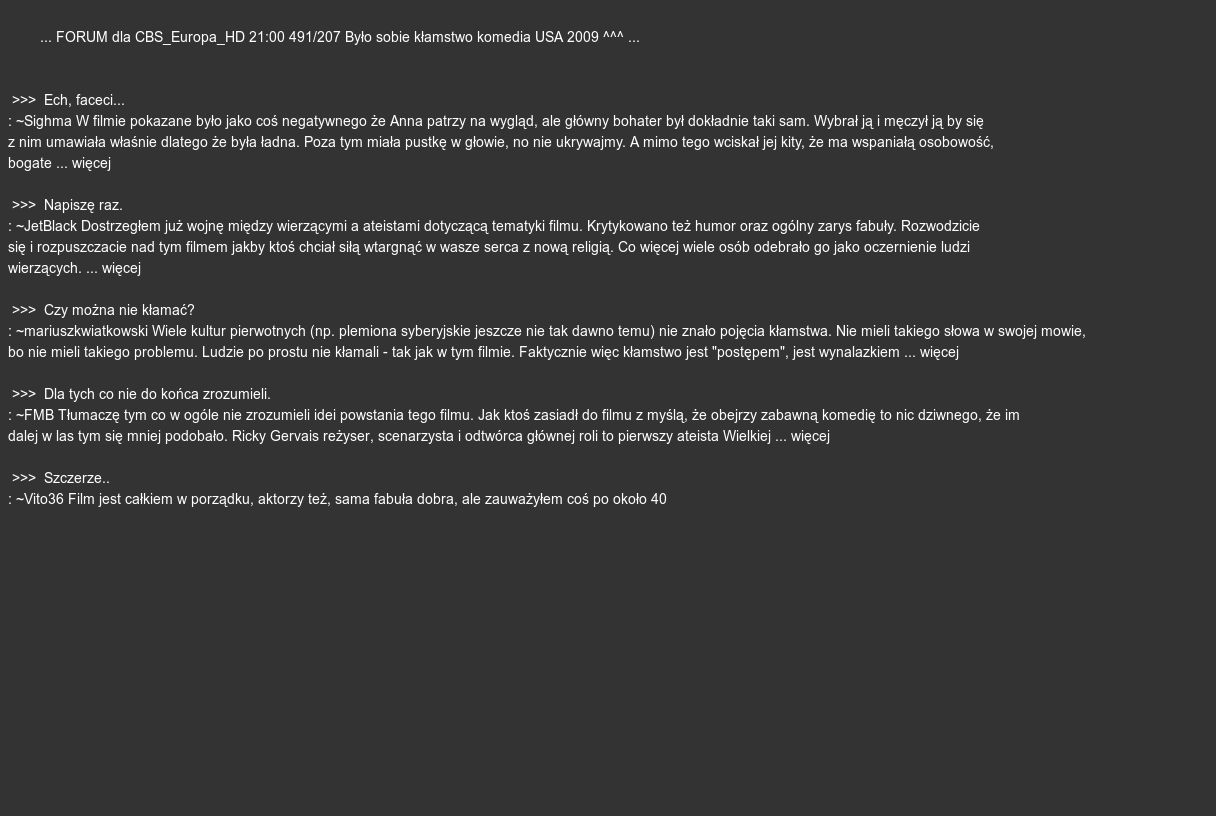 ... FORUM dla CBS_Europa_HD 21:00 491/207 Było sobie kłamstwo komedia USA 2009 ^^^ ...
>>> Ech, faceci...
: ~Sighma W filmie pokazane było jako coś negatywnego że Anna patrzy na wygląd, ale główny bohater był dokładnie taki sam. Wybrał ją i męczył ją by się
z nim umawiała właśnie dlatego że była ładna. Poza tym miała pustkę w głowie, no nie ukrywajmy. A mimo tego wciskał jej kity, że ma wspaniałą osobowość,
bogate ... więcej
>>> Napiszę raz.
: ~JetBlack Dostrzegłem już wojnę między wierzącymi a ateistami dotyczącą tematyki filmu. Krytykowano też humor oraz ogólny zarys fabuły. Rozwodzicie
się i rozpuszczacie nad tym filmem jakby ktoś chciał siłą wtargnąć w wasze serca z nową religią. Co więcej wiele osób odebrało go jako oczernienie ludzi
wierzących. ... więcej
>>> Czy można nie kłamać?
: ~mariuszkwiatkowski Wiele kultur pierwotnych (np. plemiona syberyjskie jeszcze nie tak dawno temu) nie znało pojęcia kłamstwa. Nie mieli takiego słowa w swojej mowie,
bo nie mieli takiego problemu. Ludzie po prostu nie kłamali - tak jak w tym filmie. Faktycznie więc kłamstwo jest "postępem", jest wynalazkiem ... więcej
>>> Dla tych co nie do końca zrozumieli.
: ~FMB Tłumaczę tym co w ogóle nie zrozumieli idei powstania tego filmu. Jak ktoś zasiadł do filmu z myślą, że obejrzy zabawną komedię to nic dziwnego, że im
dalej w las tym się mniej podobało. Ricky Gervais reżyser, scenarzysta i odtwórca głównej roli to pierwszy ateista Wielkiej ... więcej
>>> Szczerze..
: ~Vito36 Film jest całkiem w porządku, aktorzy też, sama fabuła dobra, ale zauważyłem coś po około 40